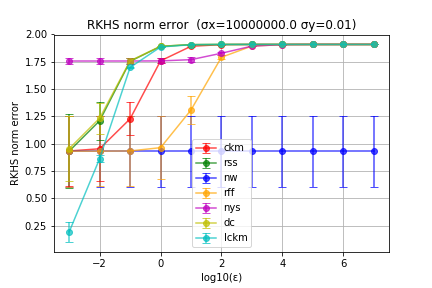 RKHS norm error (σx=10000000.0 σy=0.01)
RKHS norm error
2.00
1.75
1.50
1.25
1.00
0.75
0.50
0.25
ckm
rss
nw
rff
nys
dc
lckm
−2 0 2 4 6
log10(ε)